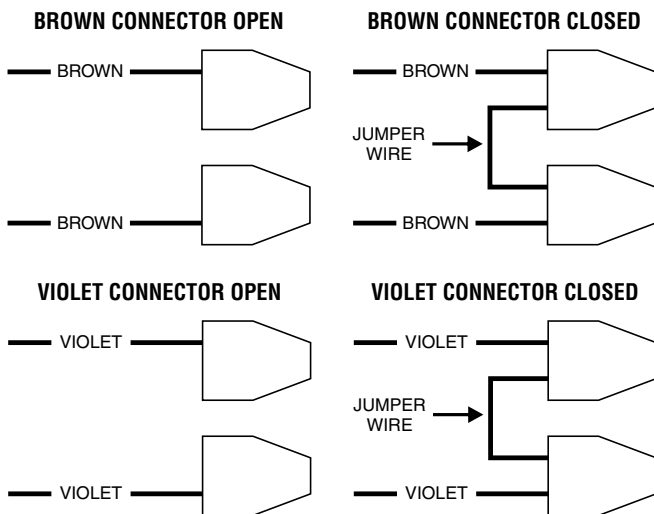 BROWN CONNECTOR OPEN
BROWN
BROWN
BROWN CONNECTOR CLOSED
BROWN
JUMPER
WIRE
BROWN
VIOLET CONNECTOR OPEN
VIOLET
VIOLET
VIOLET CONNECTOR CLOSED
VIOLET
JUMPER
WIRE
VIOLET